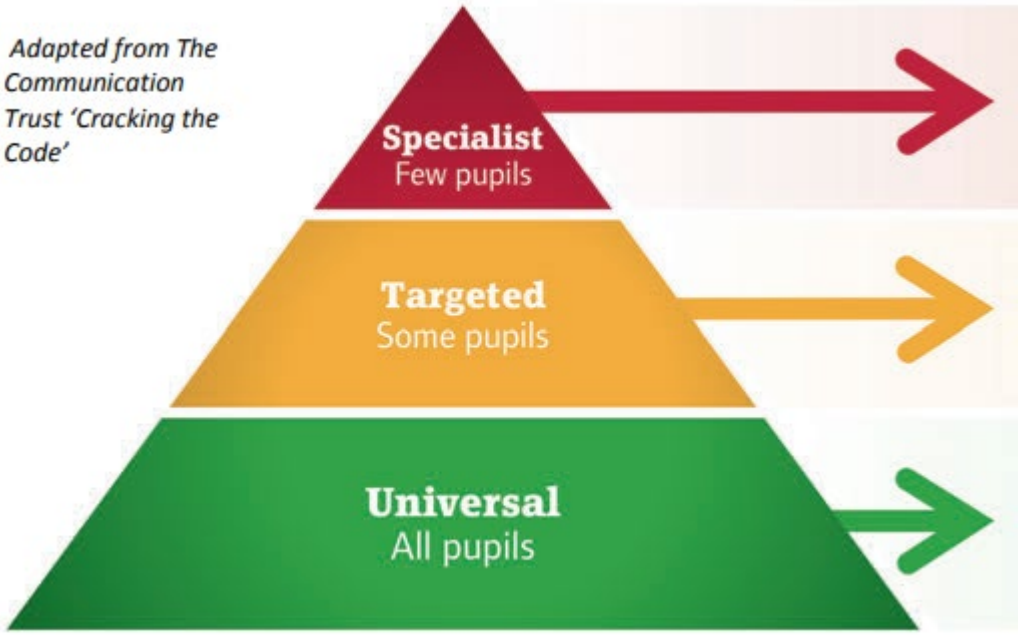 Adapted from The
Communication
Trust ‘Cracking the
Code’
Specialist
Few pupils
Targeted
Some pupils
Universal
All pupils